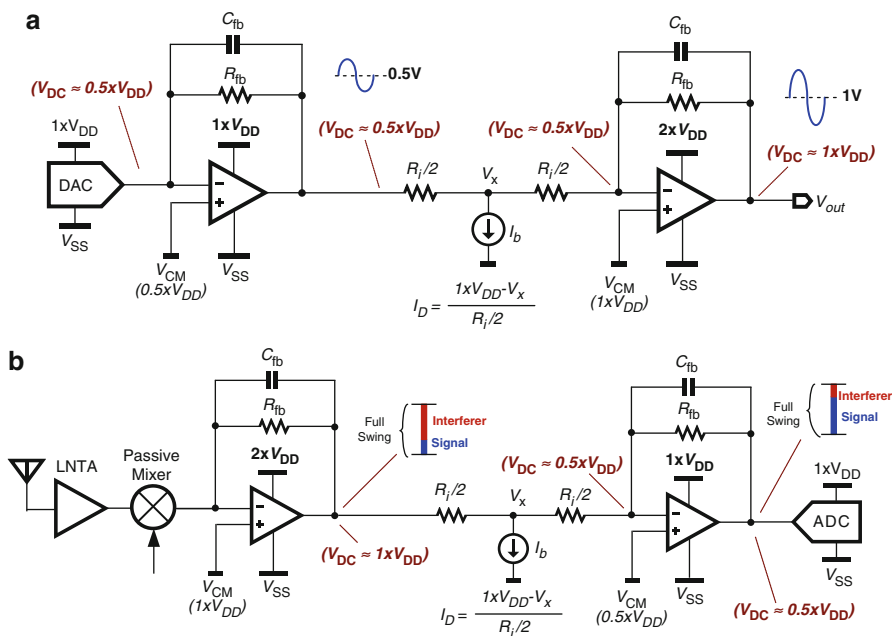 a
C_fb
R_fb
(V_DC ≈ 0.5xV_DD)
0.5V
1xV_DD
1xV_DD
DAC
V_SS
V_CM
(0.5xV_DD)
V_SS
(V_DC ≈ 0.5xV_DD)
R_i/2
V_x
R_i/2
I_b
I_D = (1xV_DD-V_x) / (R_i/2)
(V_DC ≈ 0.5xV_DD)
C_fb
R_fb
2xV_DD
1V
(V_DC ≈ 1xV_DD)
V_out
V_CM
(1xV_DD)
V_SS
b
LNTA
Passive
Mixer
C_fb
R_fb
2xV_DD
V_CM
(1xV_DD)
V_SS
Full
Swing
Interferer
Signal
(V_DC ≈ 1xV_DD)
R_i/2
V_x
R_i/2
I_b
I_D = (1xV_DD-V_x) / (R_i/2)
(V_DC ≈ 0.5xV_DD)
C_fb
R_fb
1xV_DD
V_CM
(0.5xV_DD)
V_SS
Full
Swing
Interferer
Signal
1xV_DD
ADC
V_SS
(V_DC ≈ 0.5xV_DD)